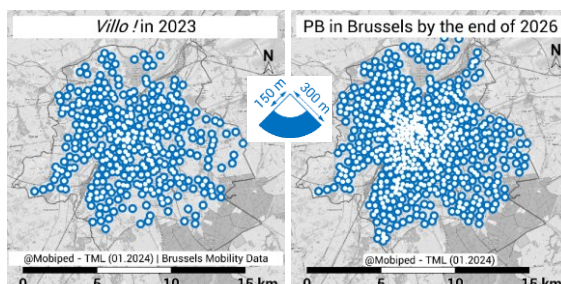 Villo ! in 2023
PB in Brussels by the end of 2026
N
N
150 m
300 m
@Mobiped - TML (01.2024) | Brussels Mobility Data
@Mobiped - TML (01.2024)
0 5 10 15 km
0 5 10 15 km